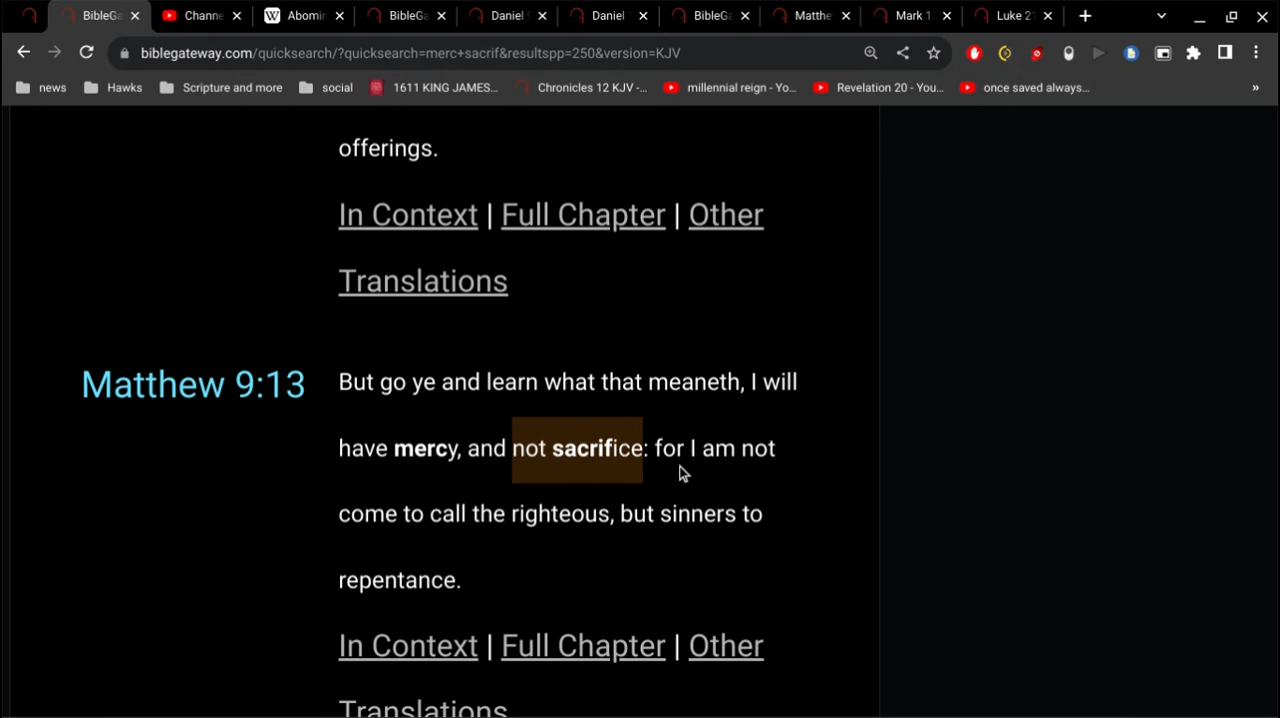 BibleGa
Channe
W Abomin
BibleGa
Daniel 9
Daniel
BibleGa
Matthe
Mark 1
Luke 21
biblegateway.com/quicksearch/?quicksearch=merc+sacrif&resultspp=250&version=KJV
news
Hawks
Scripture and more
social
1611 KING JAMES...
Chronicles 12 KJV -...
millennial reign - Yo...
Revelation 20 - You...
once saved always...
»
offerings.
In Context | Full Chapter | Other
Translations
Matthew 9:13
But go ye and learn what that meaneth, I will
have mercy, and not sacrifice: for I am not
come to call the righteous, but sinners to
repentance.
In Context | Full Chapter | Other
Translations